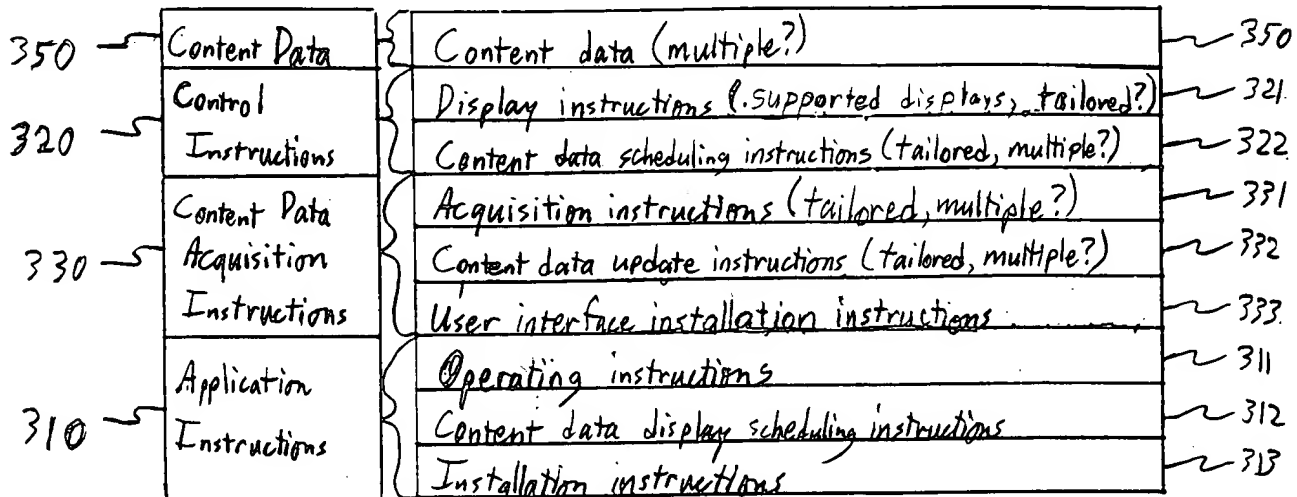 350 Content Data Content data (multiple?) 350
320 Control Instructions Display instructions (.supported displays, tailored?) 321.
Content data scheduling instructions (tailored, multiple?) 322
330 Content Data Acquisition Instructions Acquisition instructions (tailored, multiple?) 331
Content data update instructions (tailored, multiple?) 332
User interface installation instructions 333.
310 Application Instructions Operating instructions 311
Content data display scheduling instructions 312
Installation instructions 313